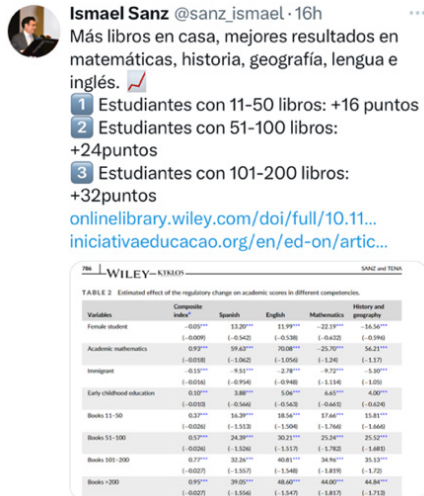 Ismael Sanz @sanz_ismael · 16h
Más libros en casa, mejores resultados en
matemáticas, historia, geografía, lengua e
inglés. 📈
1️⃣ Estudiantes con 11-50 libros: +16 puntos
2️⃣ Estudiantes con 51-100 libros:
+24puntos
3️⃣ Estudiantes con 101-200 libros:
+32puntos
onlinelibrary.wiley.com/doi/full/10.11...
iniciativaeducacao.org/en/ed-on/artic...
786 WILEY–KYKLOS SANZ and TENA
TABLE 2 Estimated effect of the regulatory change on academic scores in different competencies.
Variables Composite indexᵃ Spanish English Mathematics History and geography
Female student −0.05*** 13.20*** 11.99*** −22.19*** −16.56***
(-0.009) (-0.542) (-0.538) (-0.632) (-0.596)
Academic mathematics 0.93*** 59.63*** 70.08*** −25.70*** 56.21***
(-0.018) (-1.062) (-1.056) (-1.24) (-1.17)
Immigrant −0.15*** −9.51*** −2.78*** −9.72*** −5.10***
(-0.016) (-0.954) (-0.948) (-1.114) (-1.05)
Early childhood education 0.10*** 3.88*** 5.06*** 6.65*** 4.00***
(-0.010) (-0.566) (-0.563) (-0.661) (-0.624)
Books 11-50 0.37*** 16.39*** 18.56*** 17.66*** 15.81***
(-0.026) (-1.513) (-1.504) (-1.766) (-1.666)
Books 51-100 0.57*** 24.39*** 30.21*** 25.24*** 25.52***
(-0.026) (-1.526) (-1.517) (-1.782) (-1.681)
Books 101-200 0.77*** 32.26*** 40.81*** 34.96*** 35.13***
(-0.027) (-1.557) (-1.548) (-1.819) (-1.72)
Books >200 0.95*** 39.05*** 48.60*** 44.00*** 44.84***
(-0.027) (-1.556) (-1.547) (-1.817) (-1.713)